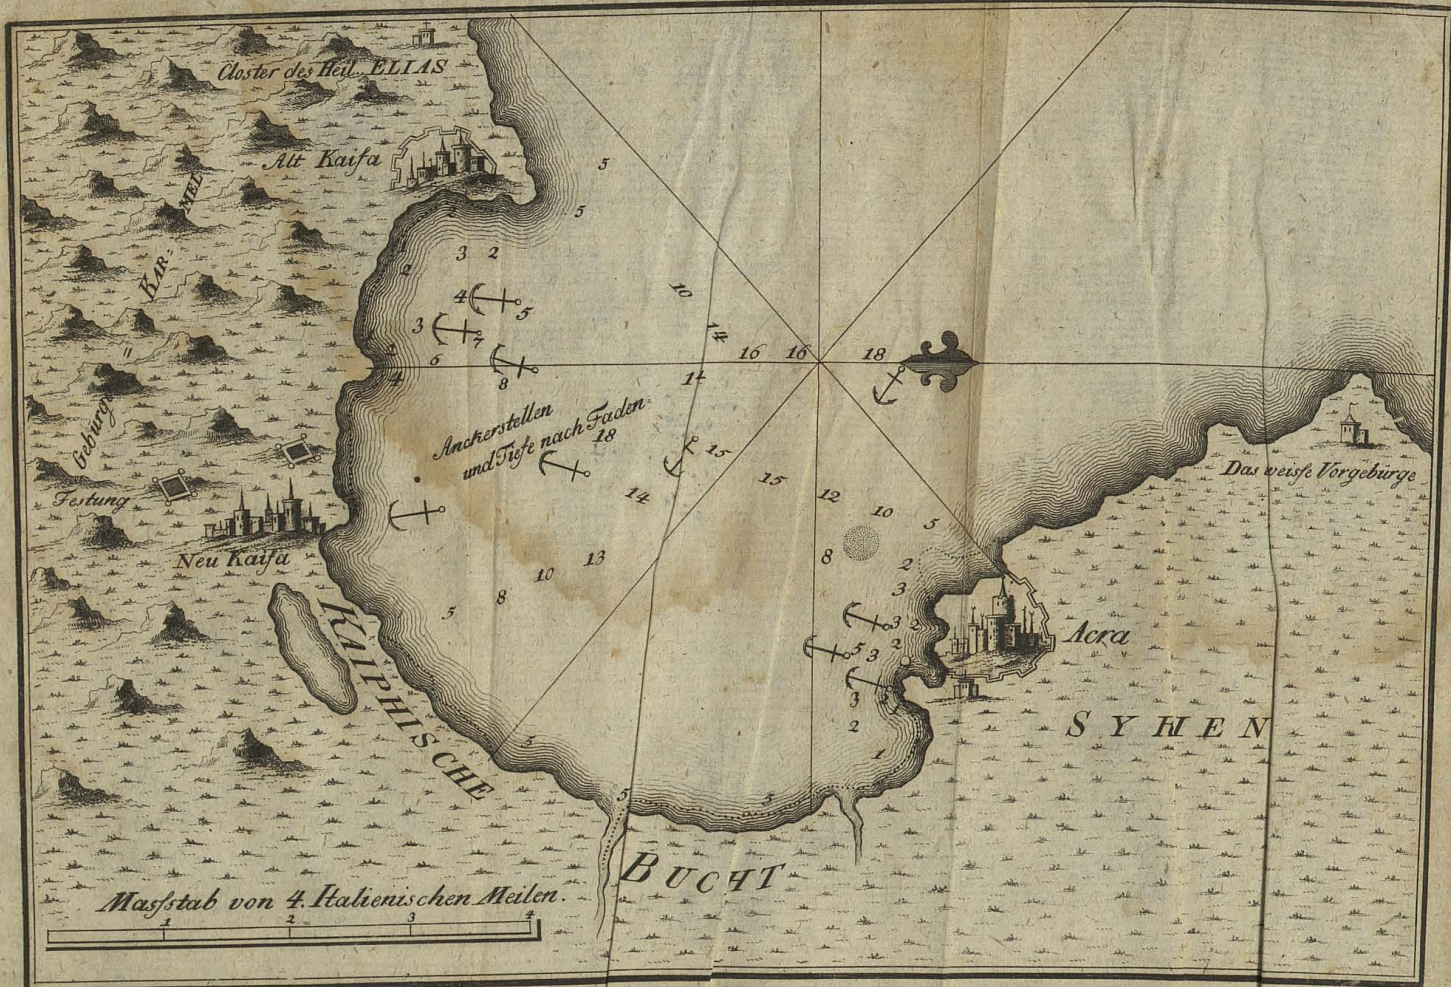 Closter des Heil. ELIAS
Alt Kaifa
KAR=
MEL
"
Gebürge
Festung
Neu Kaifa
Anckerstellen
und Tiefe nach Faden
Das weisse Vorgebürge
Acra
SYRIEN
KAIPHISCHE
BUCHT
Massstab von 4. Italienischen Meilen.
1 2 3 4
5
5
2
3 2
2
4 5
3 7
2 6
4 8
10
14
16 16 18
14
18
15
14
15
12
10
5
8
2
3
13
10
8
5
3 2
2
5 3
3
2
1
5
5
5